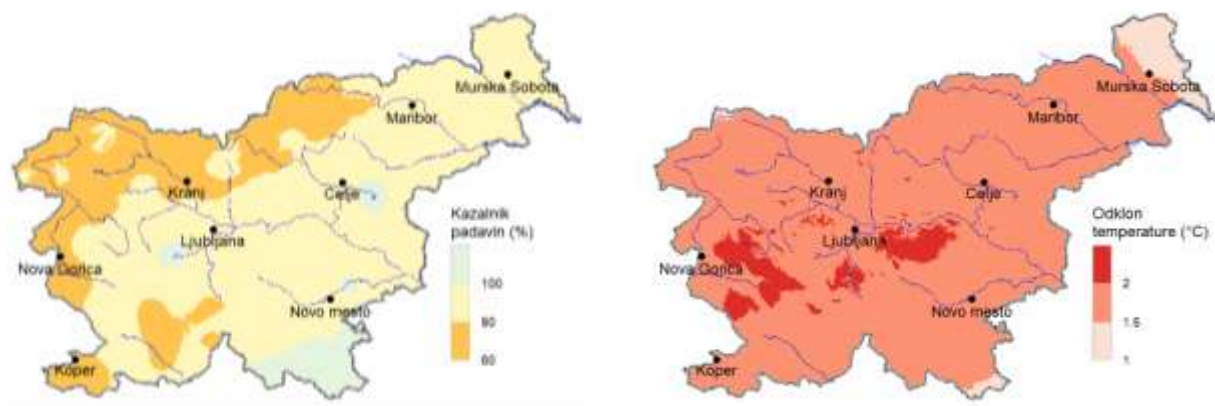 Murska Sobota
Maribor
Kranj
Celje
Ljubljana
Nova Gorica
Novo mesto
Koper
Kazalnik
padavin (%)
100
80
60
Murska Sobota
Maribor
Kranj
Celje
Ljubljana
Nova Gorica
Novo mesto
Koper
Odklon
temperature (°C)
2
1.5
1